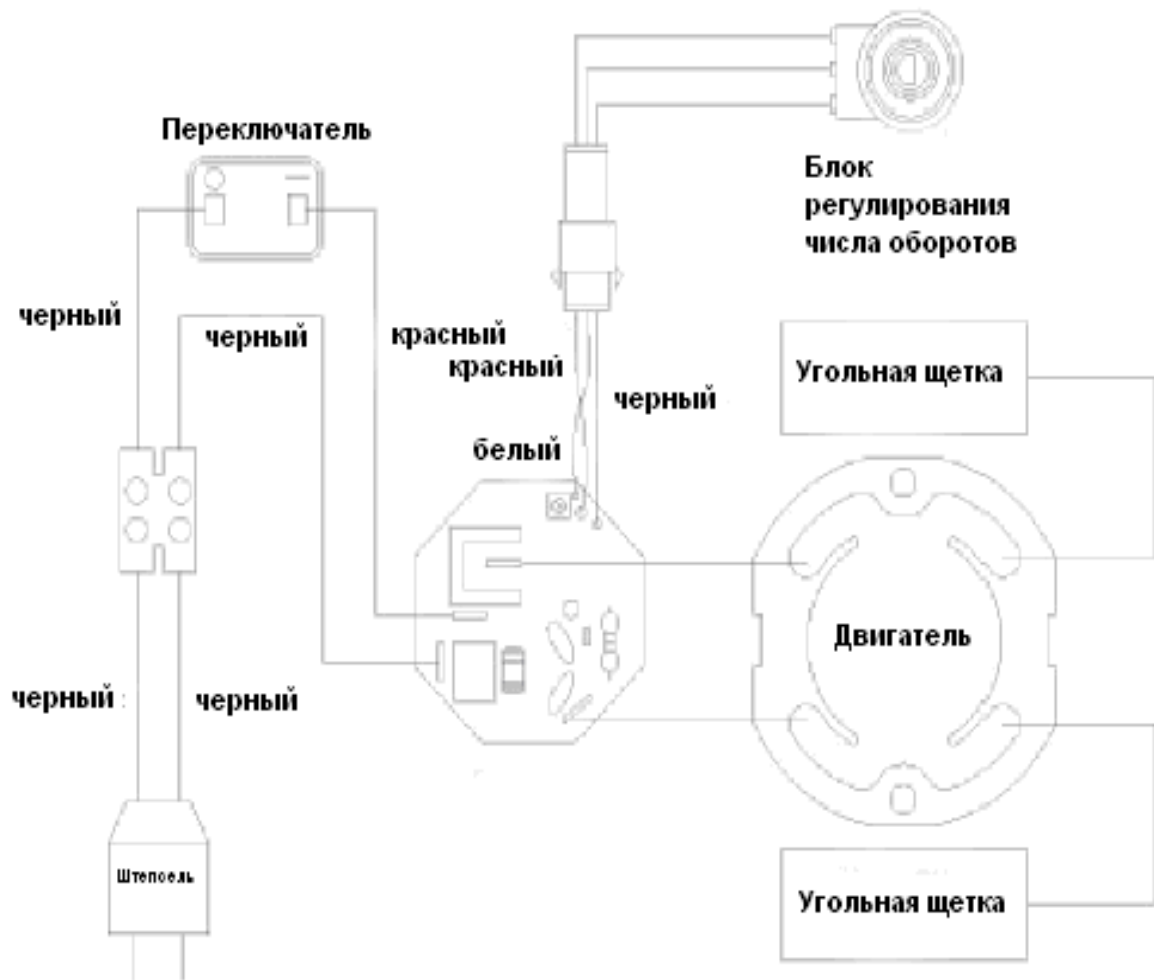 Переключатель
Блок
регулирования
числа оборотов
черный
черный
красный
красный
черный
белый
Угольная щетка
Двигатель
черный
черный
Штепсель
Угольная щетка